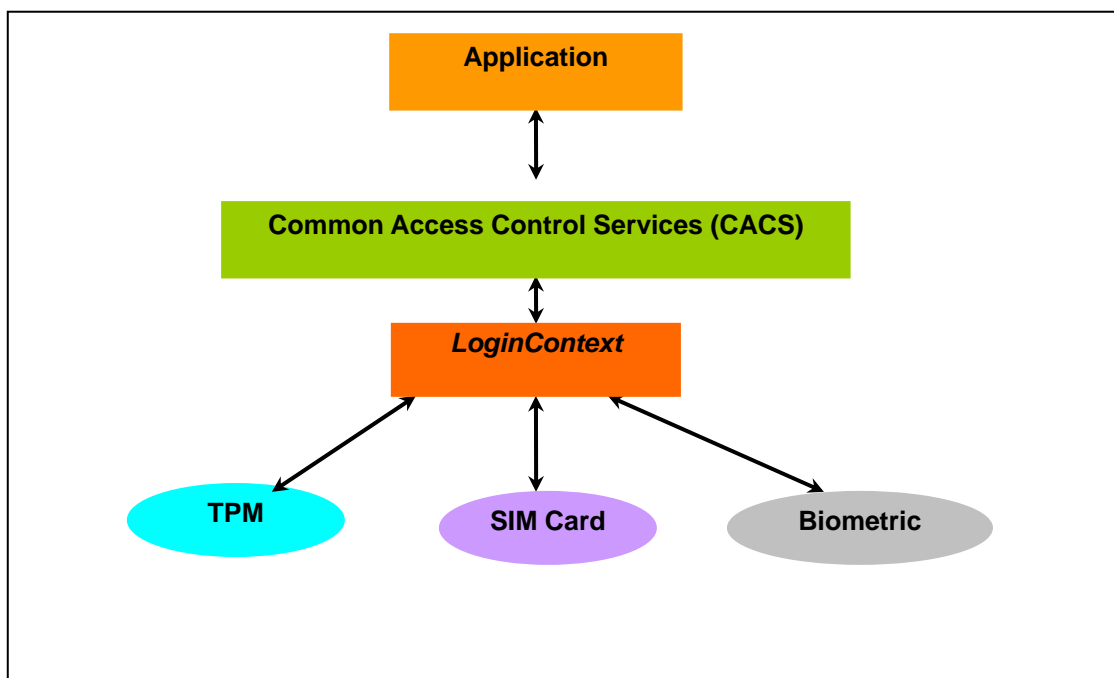 Application
Common Access Control Services (CACS)
LoginContext
TPM
SIM Card
Biometric